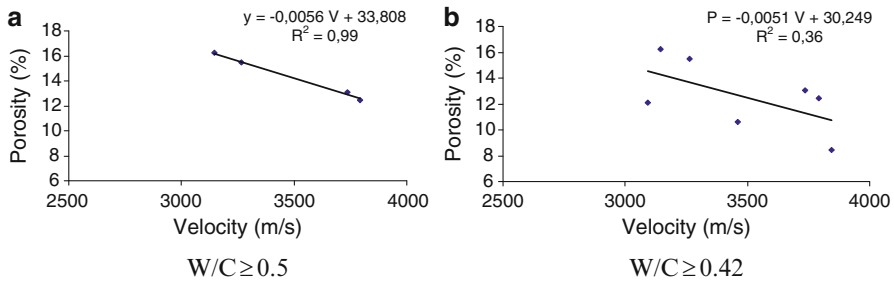 a
y = -0,0056 V + 33,808
R² = 0,99
Porosity (%)
18
16
14
12
10
8
6
2500 3000 3500 4000
Velocity (m/s)
W/C ≥ 0.5
b
P = -0,0051 V + 30,249
R² = 0,36
Porosity (%)
18
16
14
12
10
8
6
2500 3000 3500 4000
Velocity (m/s)
W/C ≥ 0.42